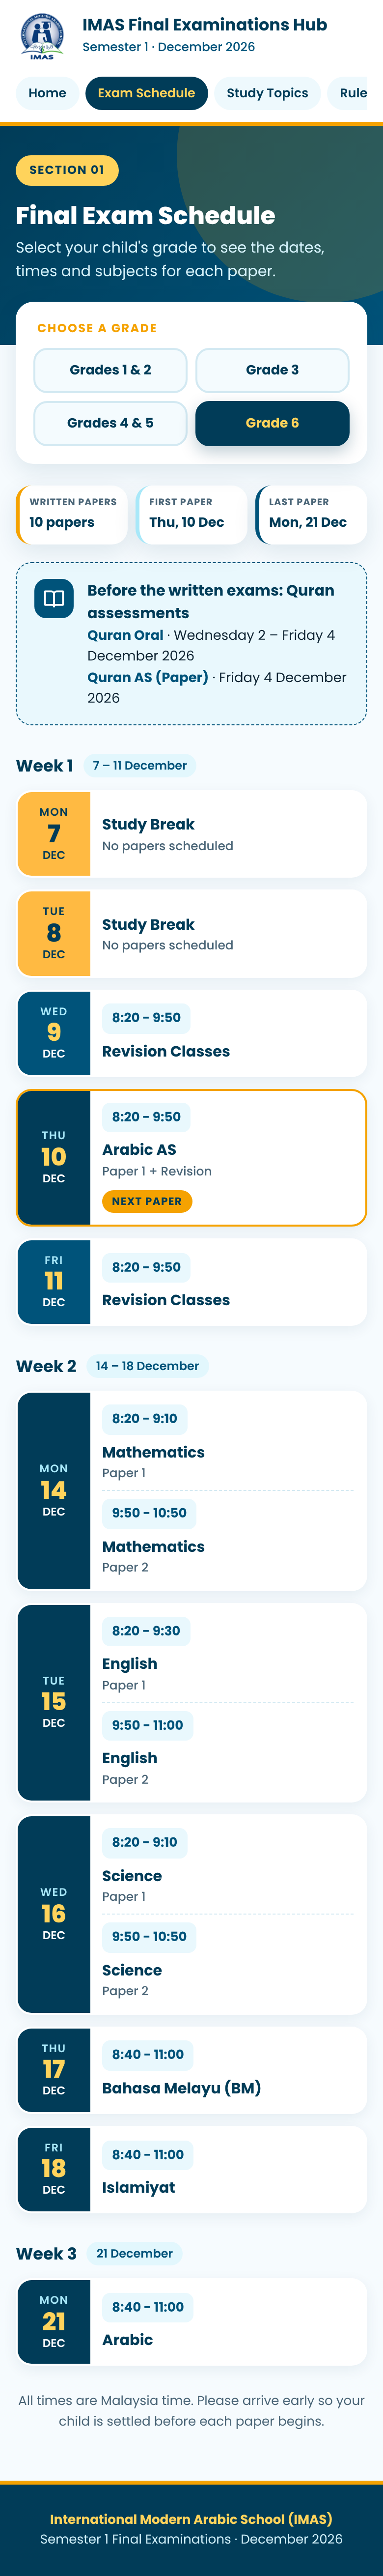 IMAS
IMAS Final Examinations Hub
Semester 1 · December 2026
Home
Exam Schedule
Study Topics
Rule
SECTION 01
Final Exam Schedule
Select your child's grade to see the dates,
times and subjects for each paper.
CHOOSE A GRADE
Grades 1 & 2
Grade 3
Grades 4 & 5
Grade 6
WRITTEN PAPERS
10 papers
FIRST PAPER
Thu, 10 Dec
LAST PAPER
Mon, 21 Dec
Before the written exams: Quran
assessments
Quran Oral · Wednesday 2 – Friday 4
December 2026
Quran AS (Paper) · Friday 4 December
2026
Week 1
7 – 11 December
MON
7
DEC
Study Break
No papers scheduled
TUE
8
DEC
Study Break
No papers scheduled
WED
9
DEC
8:20 - 9:50
Revision Classes
THU
10
DEC
8:20 - 9:50
Arabic AS
Paper 1 + Revision
NEXT PAPER
FRI
11
DEC
8:20 - 9:50
Revision Classes
Week 2
14 – 18 December
MON
14
DEC
8:20 - 9:10
Mathematics
Paper 1
9:50 - 10:50
Mathematics
Paper 2
TUE
15
DEC
8:20 - 9:30
English
Paper 1
9:50 - 11:00
English
Paper 2
WED
16
DEC
8:20 - 9:10
Science
Paper 1
9:50 - 10:50
Science
Paper 2
THU
17
DEC
8:40 - 11:00
Bahasa Melayu (BM)
FRI
18
DEC
8:40 - 11:00
Islamiyat
Week 3
21 December
MON
21
DEC
8:40 - 11:00
Arabic
All times are Malaysia time. Please arrive early so your
child is settled before each paper begins.
International Modern Arabic School (IMAS)
Semester 1 Final Examinations · December 2026